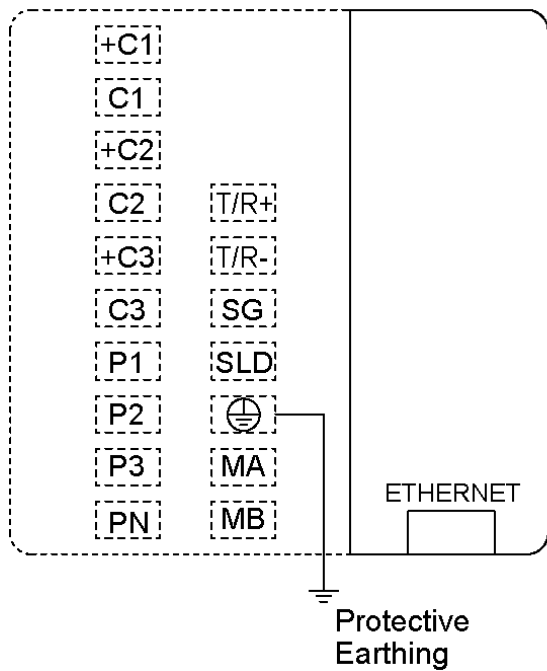 +C1
C1
+C2
C2 T/R+
+C3 T/R-
C3 SG
P1 SLD
P2
P3 MA
PN MB
ETHERNET
Protective
Earthing